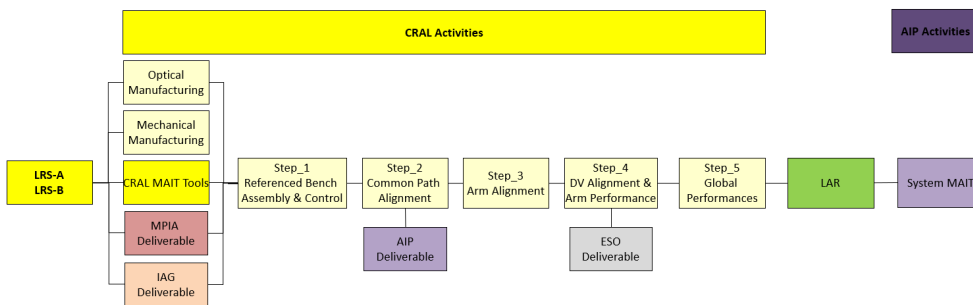 CRAL Activities
AIP Activities
Optical
Manufacturing
Mechanical
Manufacturing
LRS-A
LRS-B
CRAL MAIT Tools
MPIA
Deliverable
IAG
Deliverable
Step_1
Referenced Bench
Assembly & Control
Step_2
Common Path
Alignment
AIP
Deliverable
Step_3
Arm Alignment
Step_4
DV Alignment &
Arm Performance
ESO
Deliverable
Step_5
Global
Performances
LAR
System MAIT